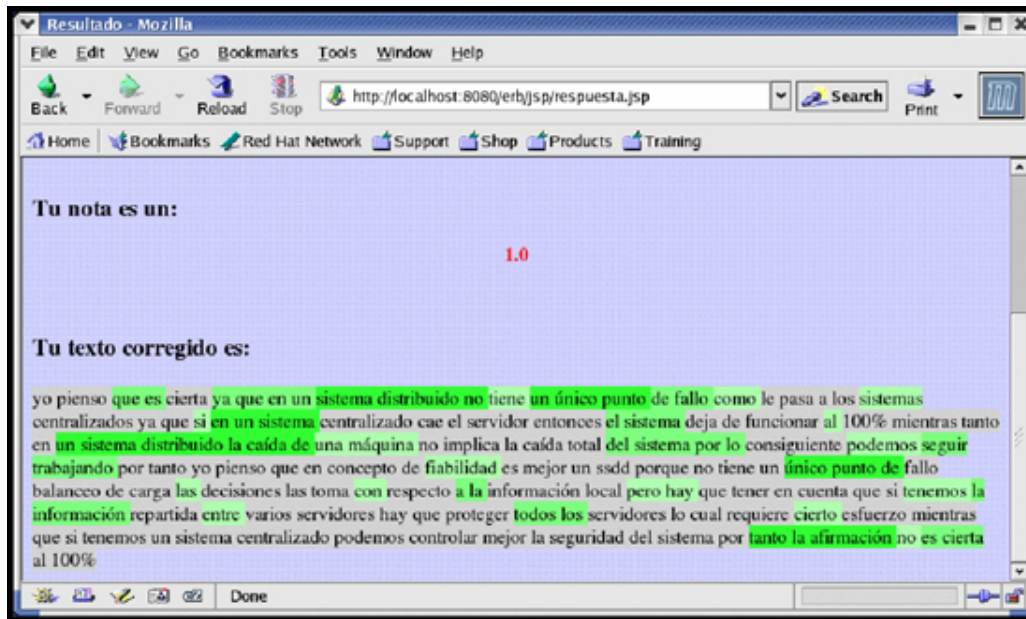 Resultado - Mozilla
File Edit View Go Bookmarks Tools Window Help
Back Forward Reload Stop http://localhost:8080/erb/jsp/respuesta.jsp Search Print
Home Bookmarks Red Hat Network Support Shop Products Training
Tu nota es un:
1.0
Tu texto corregido es:
yo pienso que es cierta ya que en un sistema distribuido no tiene un único punto de fallo como le pasa a los sistemas
centralizados ya que si en un sistema centralizado cae el servidor entonces el sistema deja de funcionar al 100% mientras tanto
en un sistema distribuido la caída de una máquina no implica la caída total del sistema por lo consiguiente podemos seguir
trabajando por tanto yo pienso que en concepto de fiabilidad es mejor un ssdd porque no tiene un único punto de fallo
balanceo de carga las decisiones las toma con respecto a la información local pero hay que tener en cuenta que si tenemos la
información repartida entre varios servidores hay que proteger todos los servidores lo cual requiere cierto esfuerzo mientras
que si tenemos un sistema centralizado podemos controlar mejor la seguridad del sistema por tanto la afirmación no es cierta
al 100%
Done